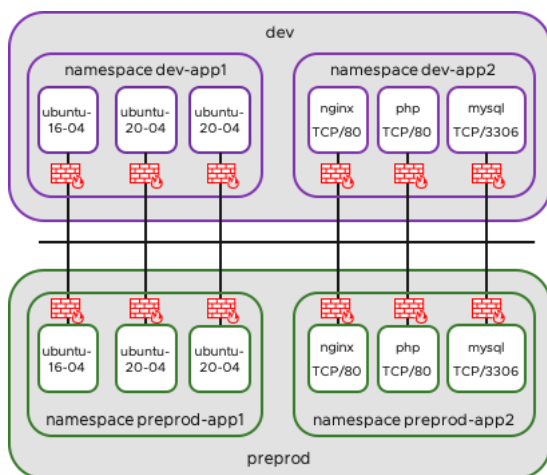 dev
namespace dev-app1
namespace dev-app2
ubuntu-
16-04
ubuntu-
20-04
ubuntu-
20-04
nginx
TCP/80
php
TCP/80
mysql
TCP/3306
ubuntu-
16-04
ubuntu-
20-04
ubuntu-
20-04
nginx
TCP/80
php
TCP/80
mysql
TCP/3306
namespace preprod-app1
namespace preprod-app2
preprod